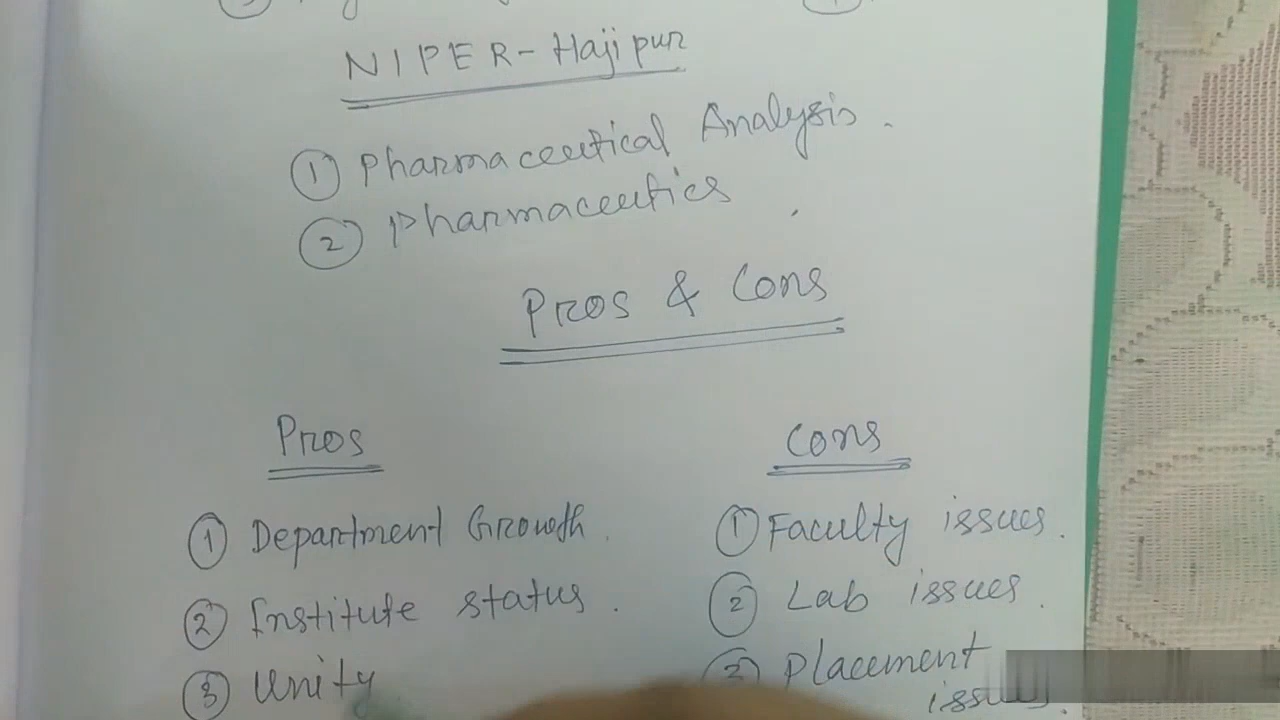 NIPER-Hajipur
① Pharmaceutical Analysis.
② Pharmaceutics
Pros & Cons
Pros
① Department Growth.
② Institute status.
③ Unity
Cons
① Faculty issues.
② Lab issues.
Placement
issues.